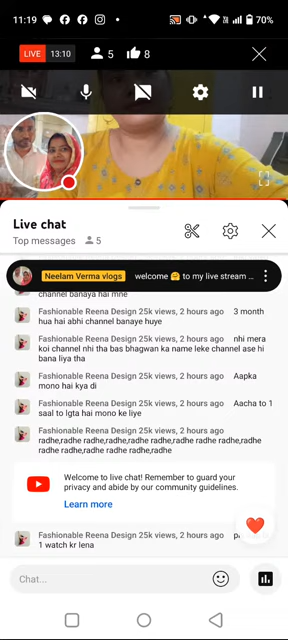 11:19
70%
LIVE 13:10 5 8
Live chat
Top messages 5
Neelam Verma vlogs welcome 🤗 to my live stream ..
channel banaya hai mne
Fashionable Reena Design 25k views, 2 hours ago 3 month
hua hai abhi channel banaye huye
Fashionable Reena Design 25k views, 2 hours ago nhi mera
koi channel nhi tha bas bhagwan ka name leke channel ase hi
bana liya tha
Fashionable Reena Design 25k views, 2 hours ago Aapka
mono hai kya di
Fashionable Reena Design 25k views, 2 hours ago Aacha to 1
saal to lgta hai mono ke liye
Fashionable Reena Design 25k views, 2 hours ago
radhe,radhe radhe,radhe,radhe,radhe,radhe radhe radhe,radhe
radhe,radhe,radhe,radhe
Welcome to live chat! Remember to guard your
privacy and abide by our community guidelines.
Learn more
Fashionable Reena Design 25k views, 2 hours ago
1 watch kr lena
Chat...